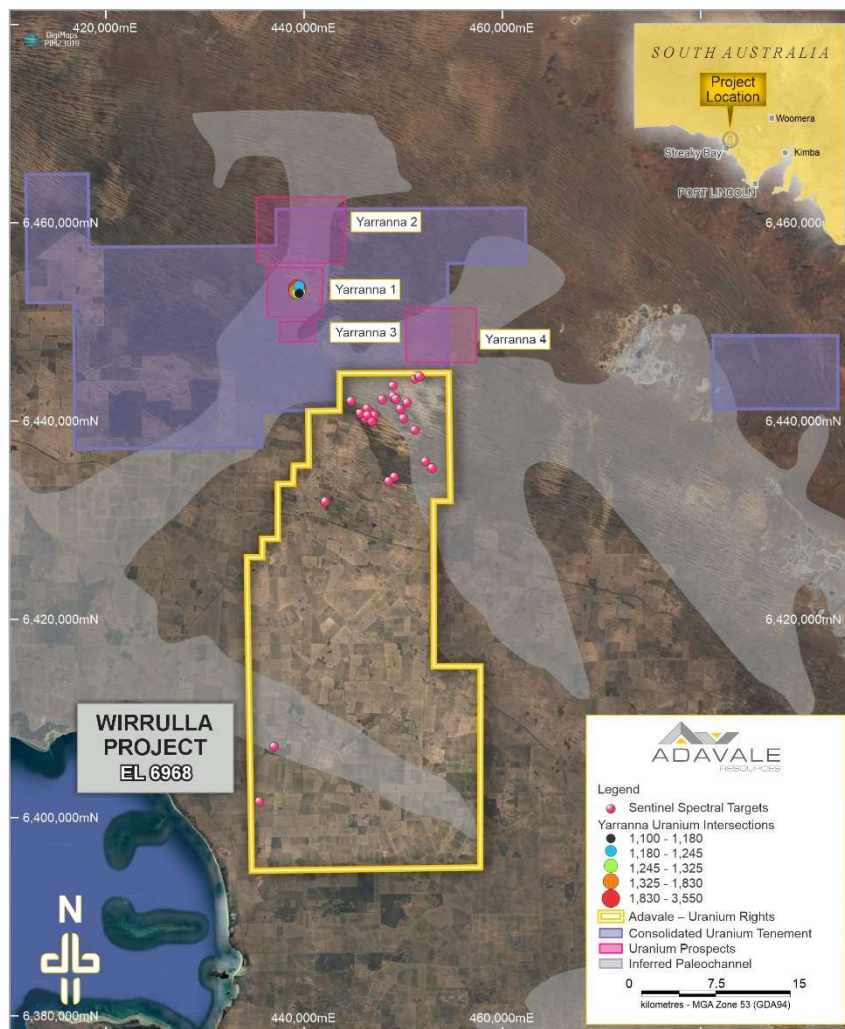 420,000mE
440,000mE
460,000mE
DigiMaps
PIM23019
SOUTH AUSTRALIA
Project
Location
Woomera
Streaky Bay
Kimba
PORT LINCOLN
6,460,000mN
6,460,000mN
Yarranna 2
Yarranna 1
Yarranna 3
Yarranna 4
6,440,000mN
6,440,000mN
6,420,000mN
6,420,000mN
WIRRULLA
PROJECT
EL 6968
6,400,000mN
N
6,380,000mN
440,000mE
460,000mE
ADAVALE
RESOURCES
Legend
Sentinel Spectral Targets
Yarranna Uranium Intersections
1,100 - 1,180
1,180 - 1,245
1,245 - 1,325
1,325 - 1,830
1,830 - 3,550
Adavale – Uranium Rights
Consolidated Uranium Tenement
Uranium Prospects
Inferred Paleochannel
0 7.5 15
kilometres - MGA Zone 53 (GDA94)